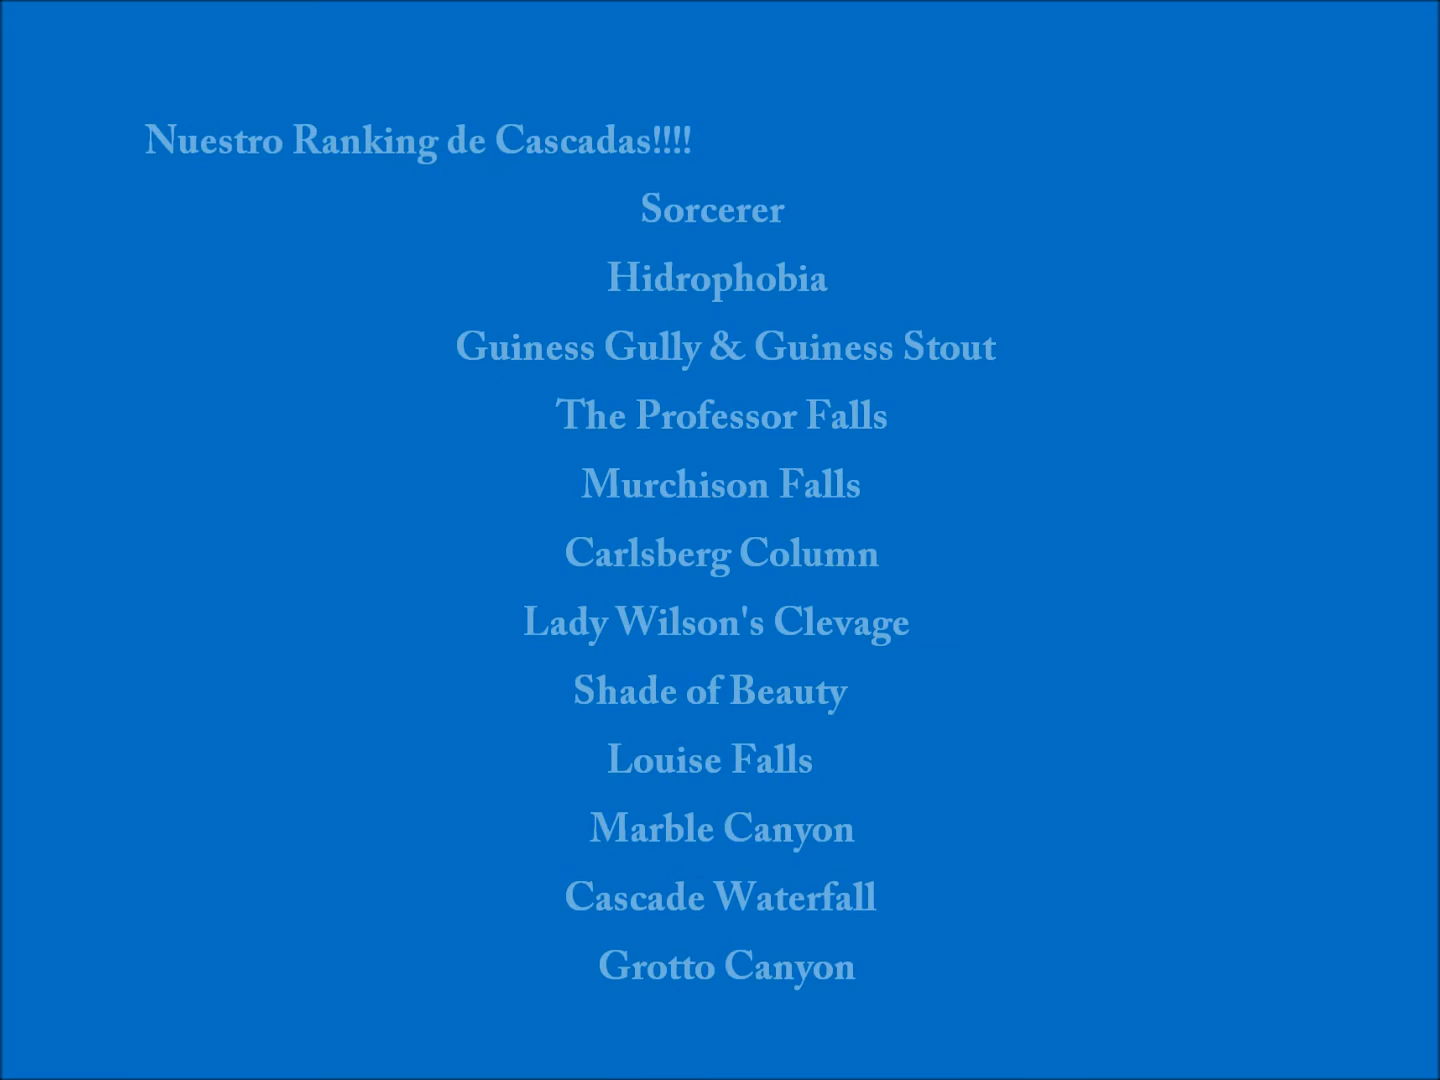 Nuestro Ranking de Cascadas!!!!
Sorcerer
Hidrophobia
Guiness Gully & Guiness Stout
The Professor Falls
Murchison Falls
Carlsberg Column
Lady Wilson's Clevage
Shade of Beauty
Louise Falls
Marble Canyon
Cascade Waterfall
Grotto Canyon